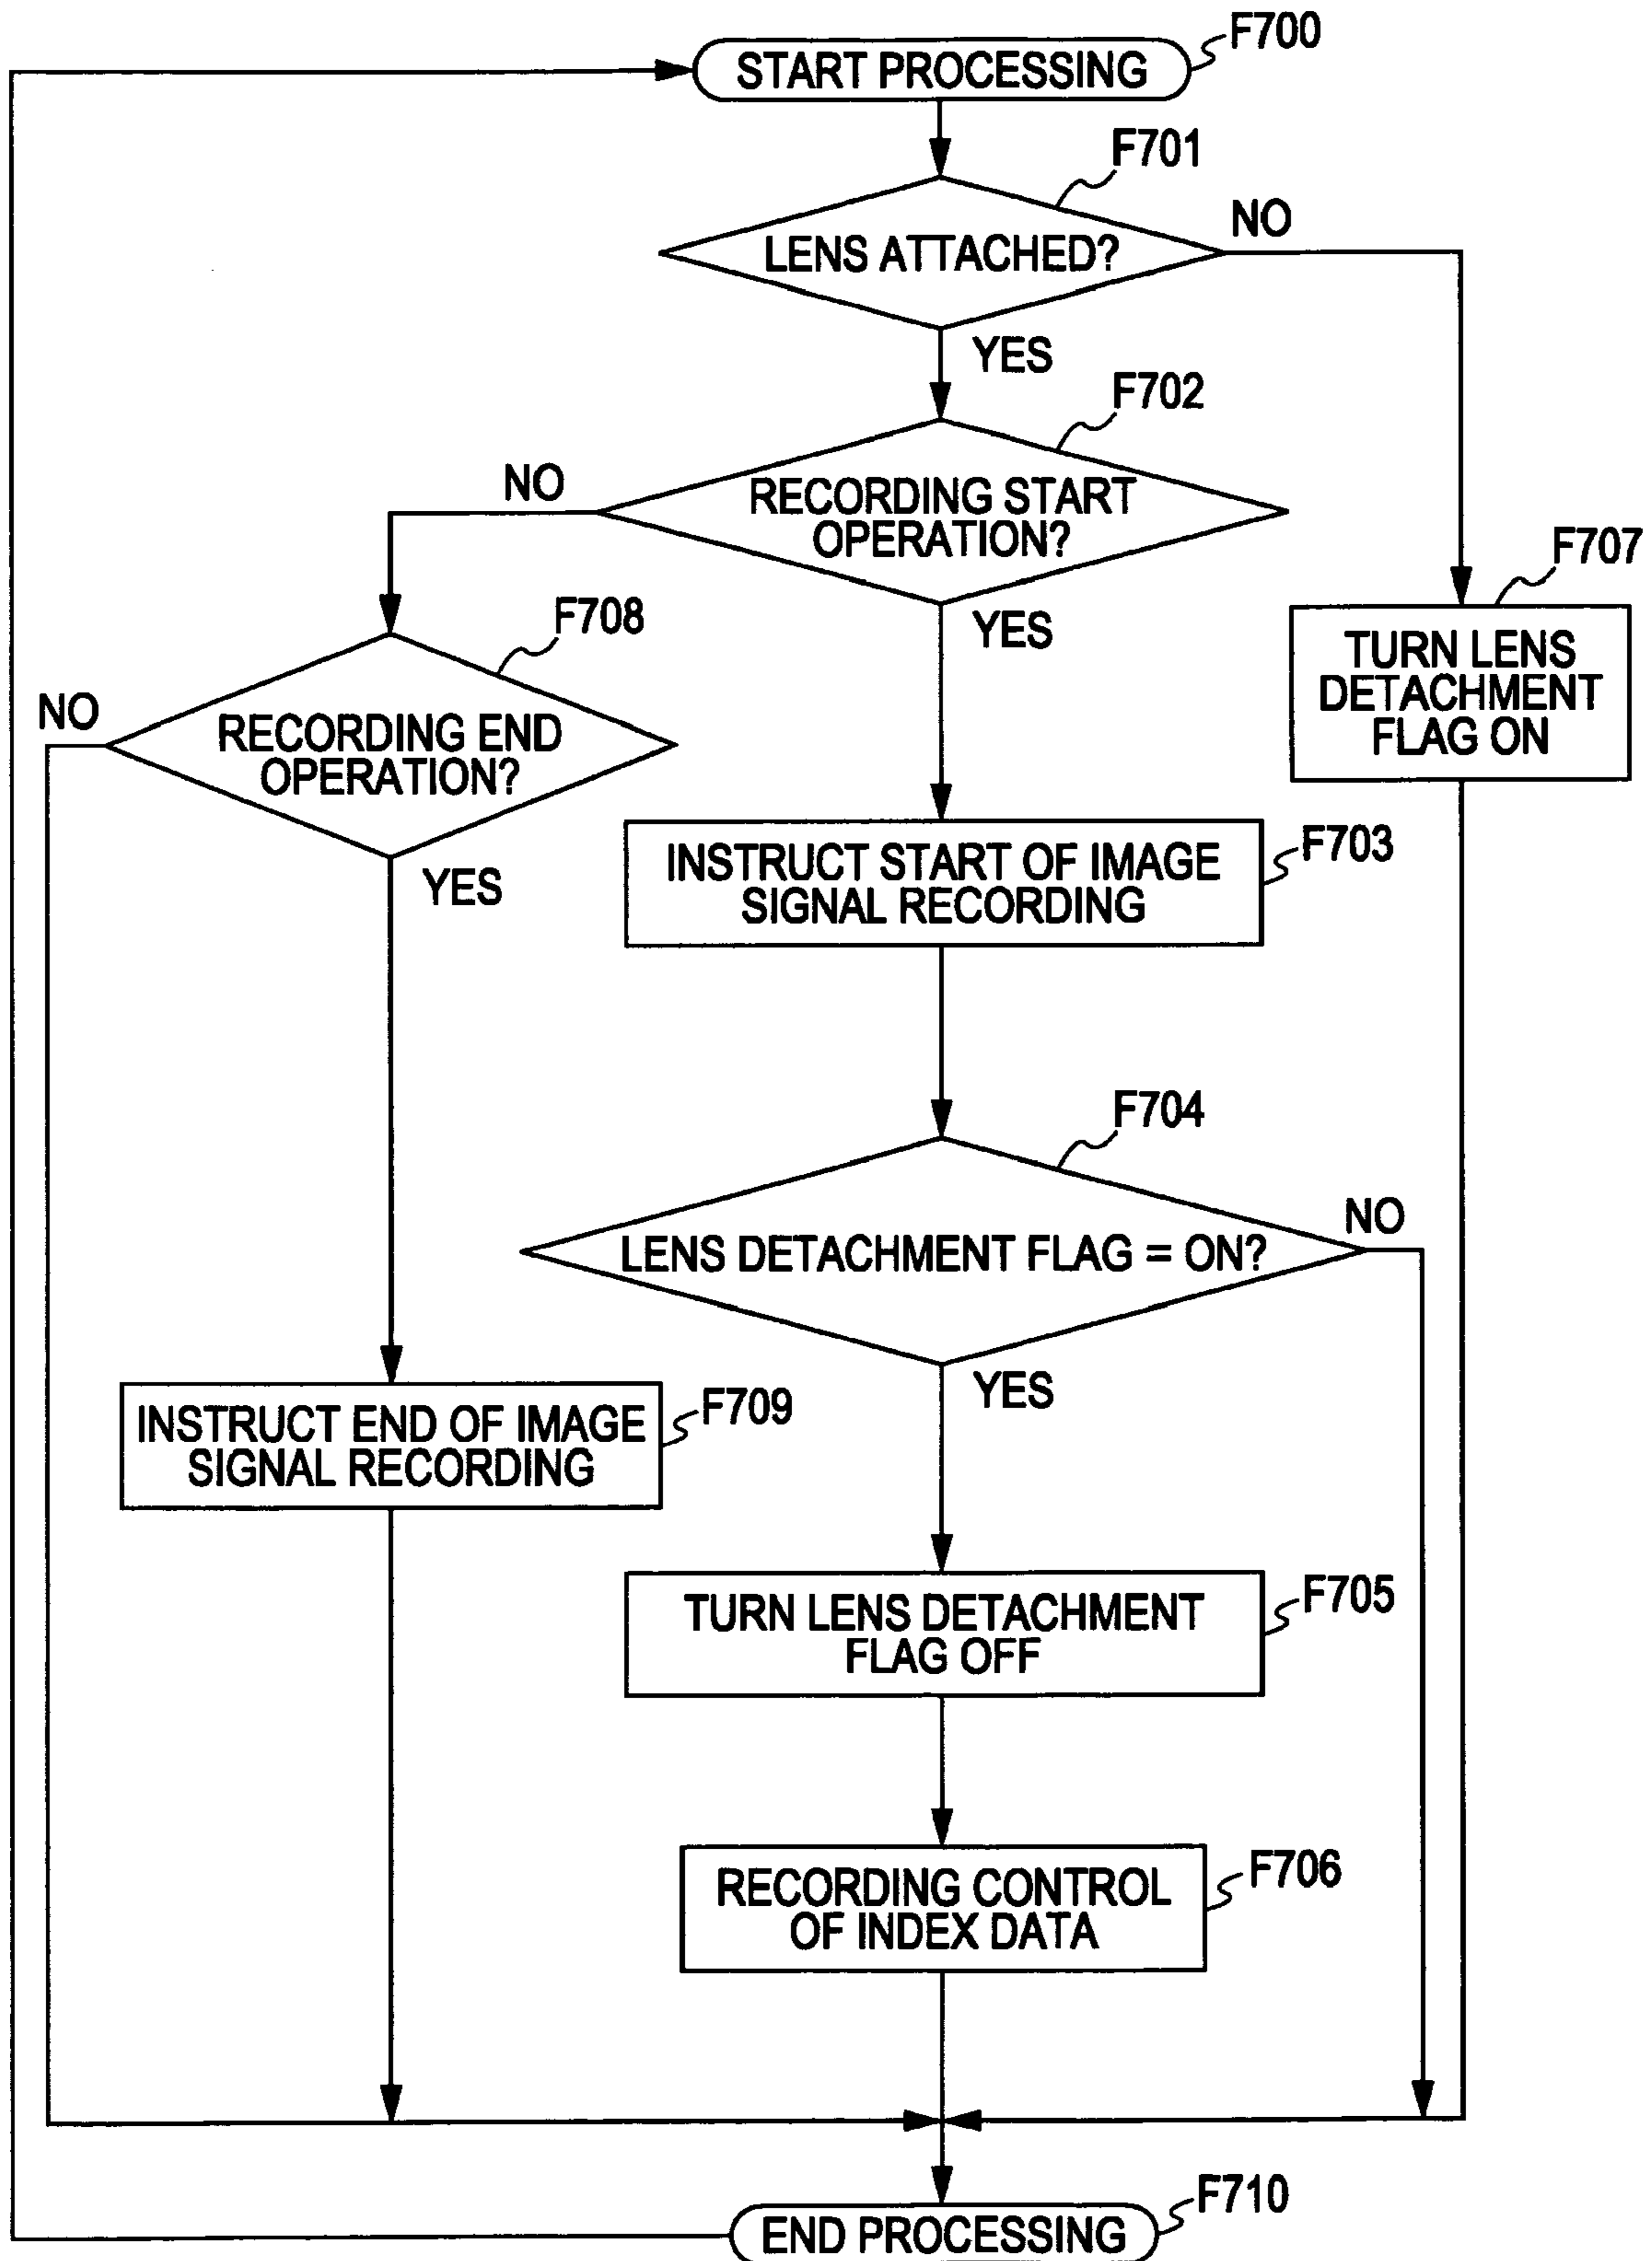 F700
START PROCESSING
F701
LENS ATTACHED?
NO
YES
F702
NO
RECORDING START
OPERATION?
YES
F707
TURN LENS
DETACHMENT
FLAG ON
F708
NO
RECORDING END
OPERATION?
YES
F703
INSTRUCT START OF IMAGE
SIGNAL RECORDING
F704
LENS DETACHMENT FLAG = ON?
NO
YES
F709
INSTRUCT END OF IMAGE
SIGNAL RECORDING
F705
TURN LENS DETACHMENT
FLAG OFF
F706
RECORDING CONTROL
OF INDEX DATA
F710
END PROCESSING